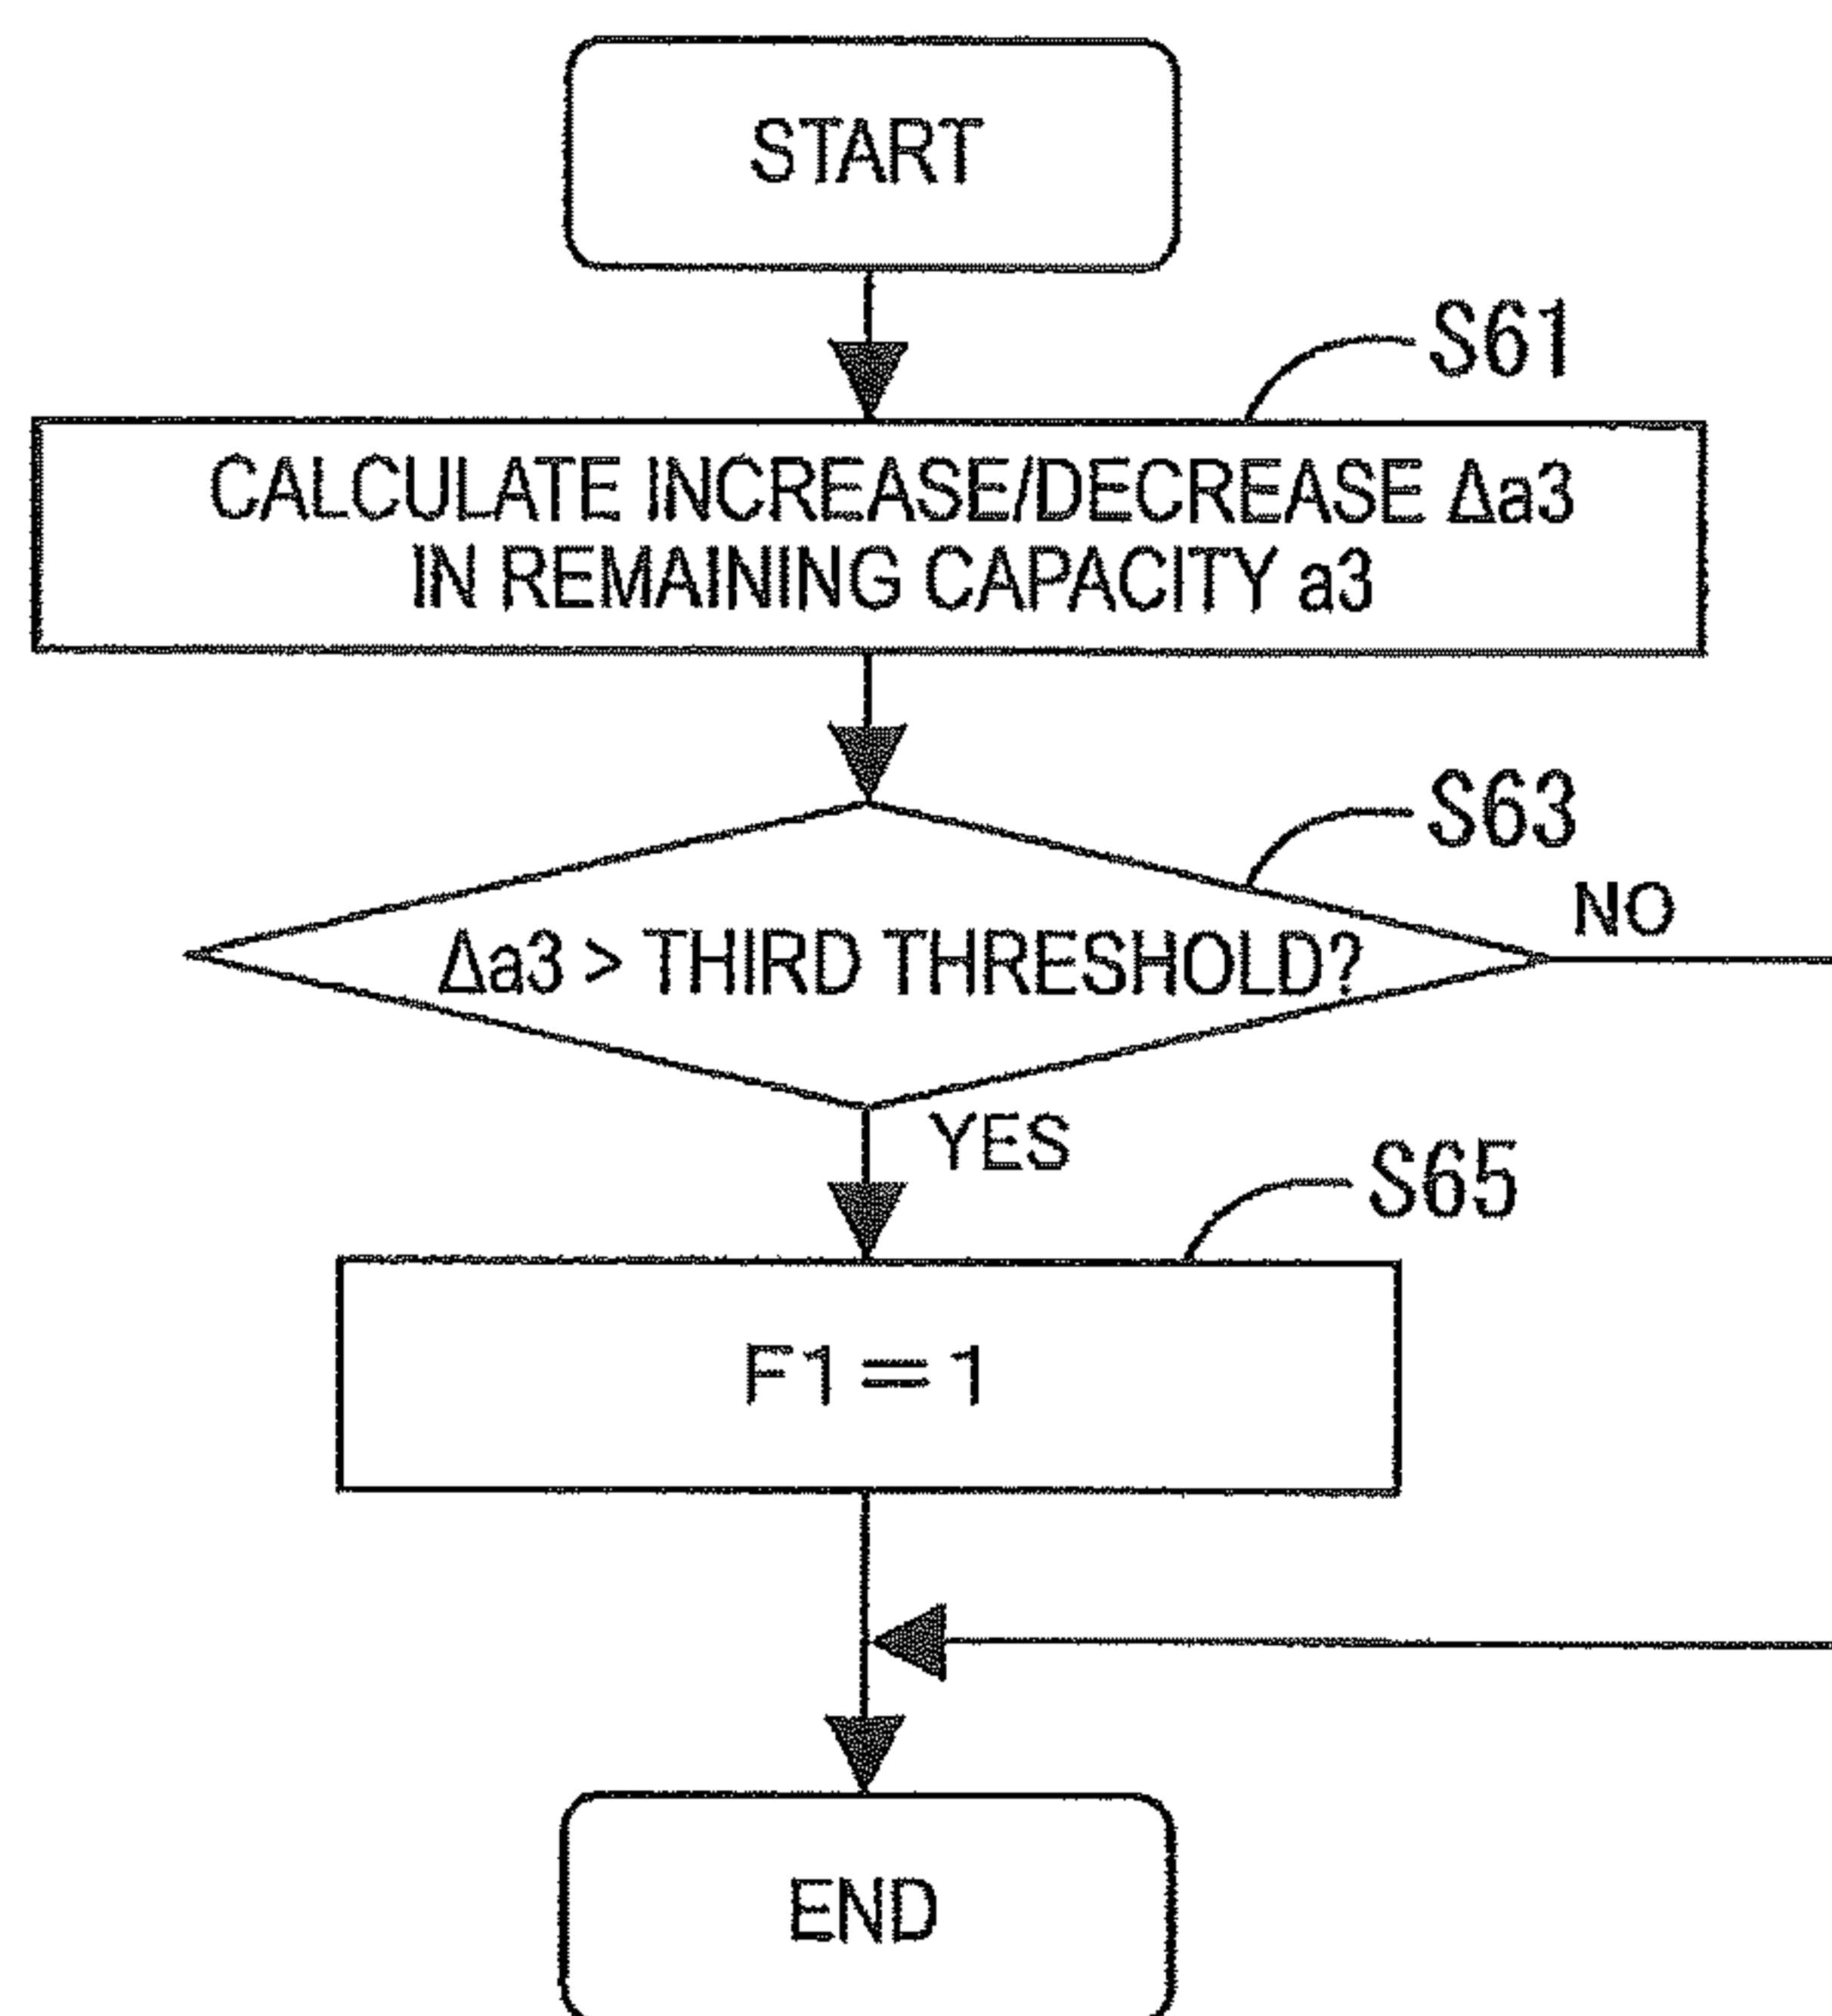 START
S61
CALCULATE INCREASE/DECREASE Δa3
IN REMAINING CAPACITY a3
S63
NO
Δa3 > THIRD THRESHOLD?
YES
S65
F1=1
END